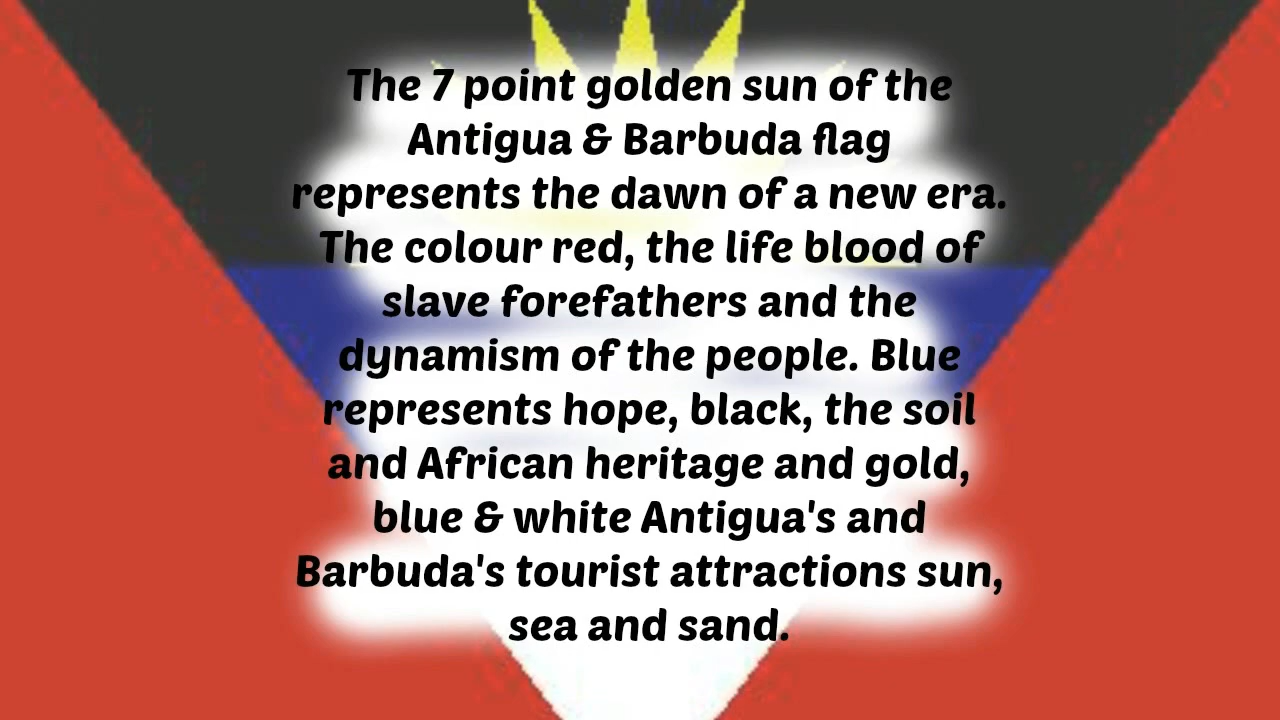 The 7 point golden sun of the
Antigua & Barbuda flag
represents the dawn of a new era.
The colour red, the life blood of
slave forefathers and the
dynamism of the people. Blue
represents hope, black, the soil
and African heritage and gold,
blue & white Antigua's and
Barbuda's tourist attractions sun,
sea and sand.